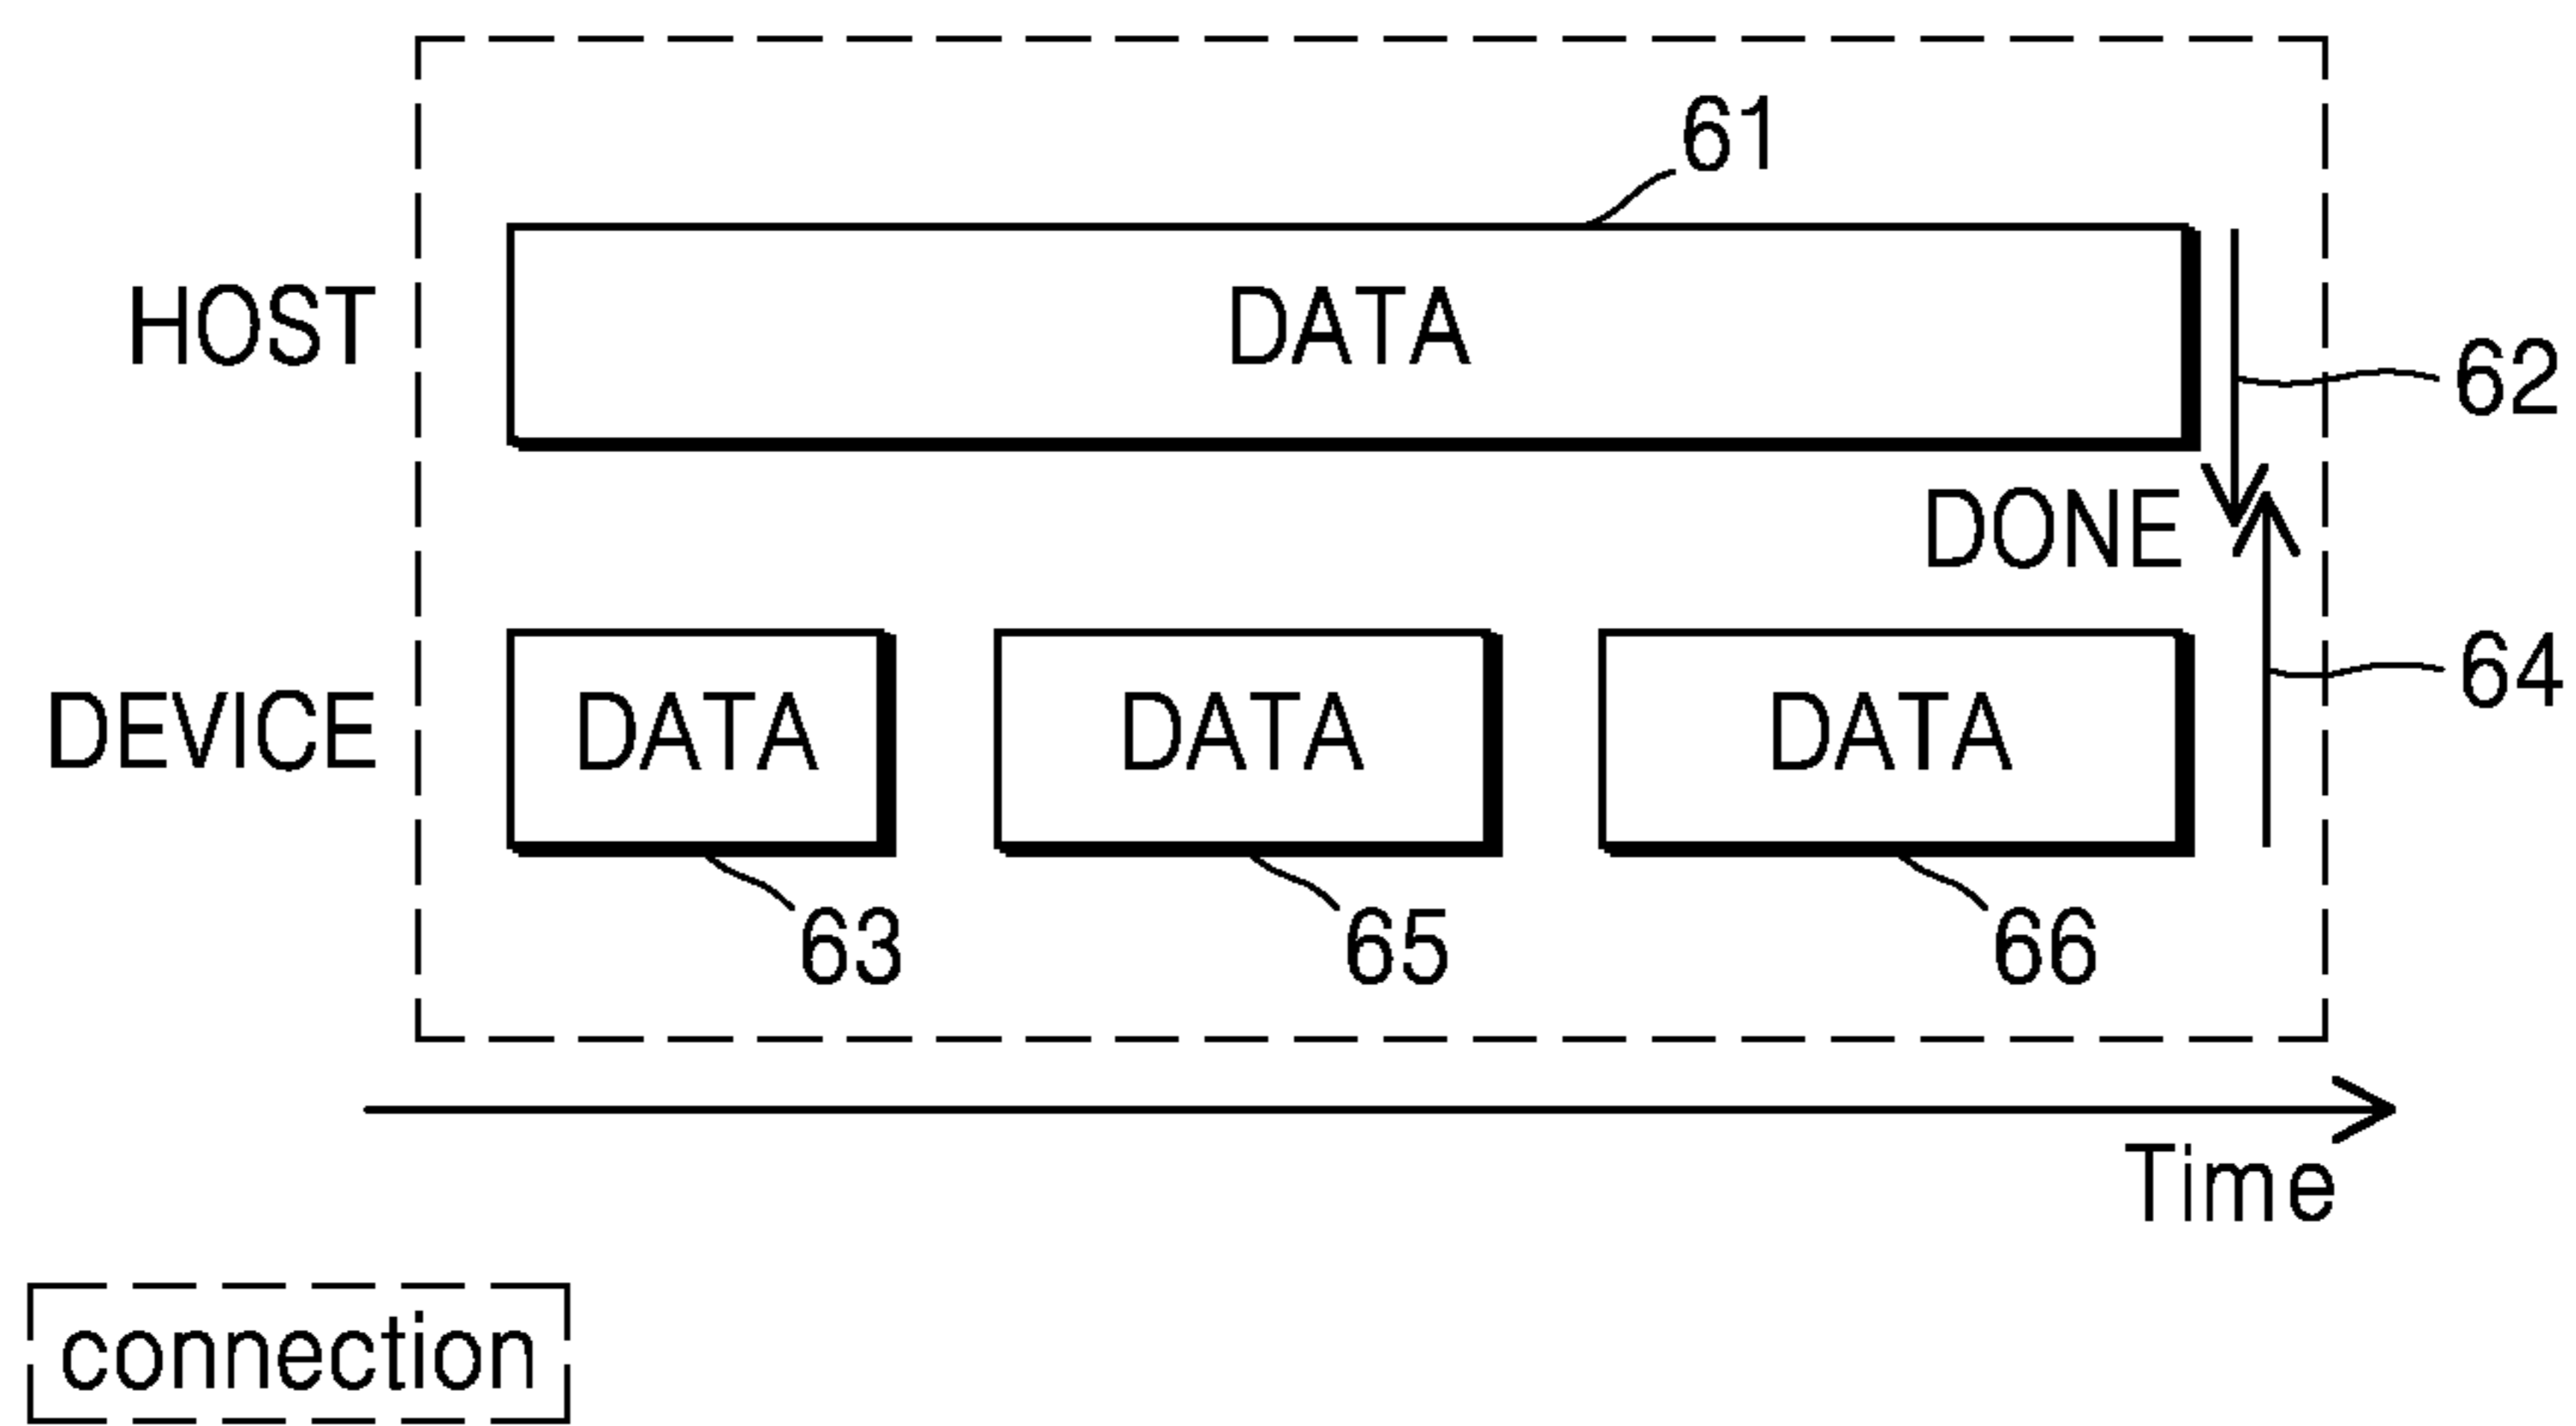 61
HOST
DATA
62
DONE
DEVICE
DATA
DATA
DATA
64
63
65
66
Time
connection